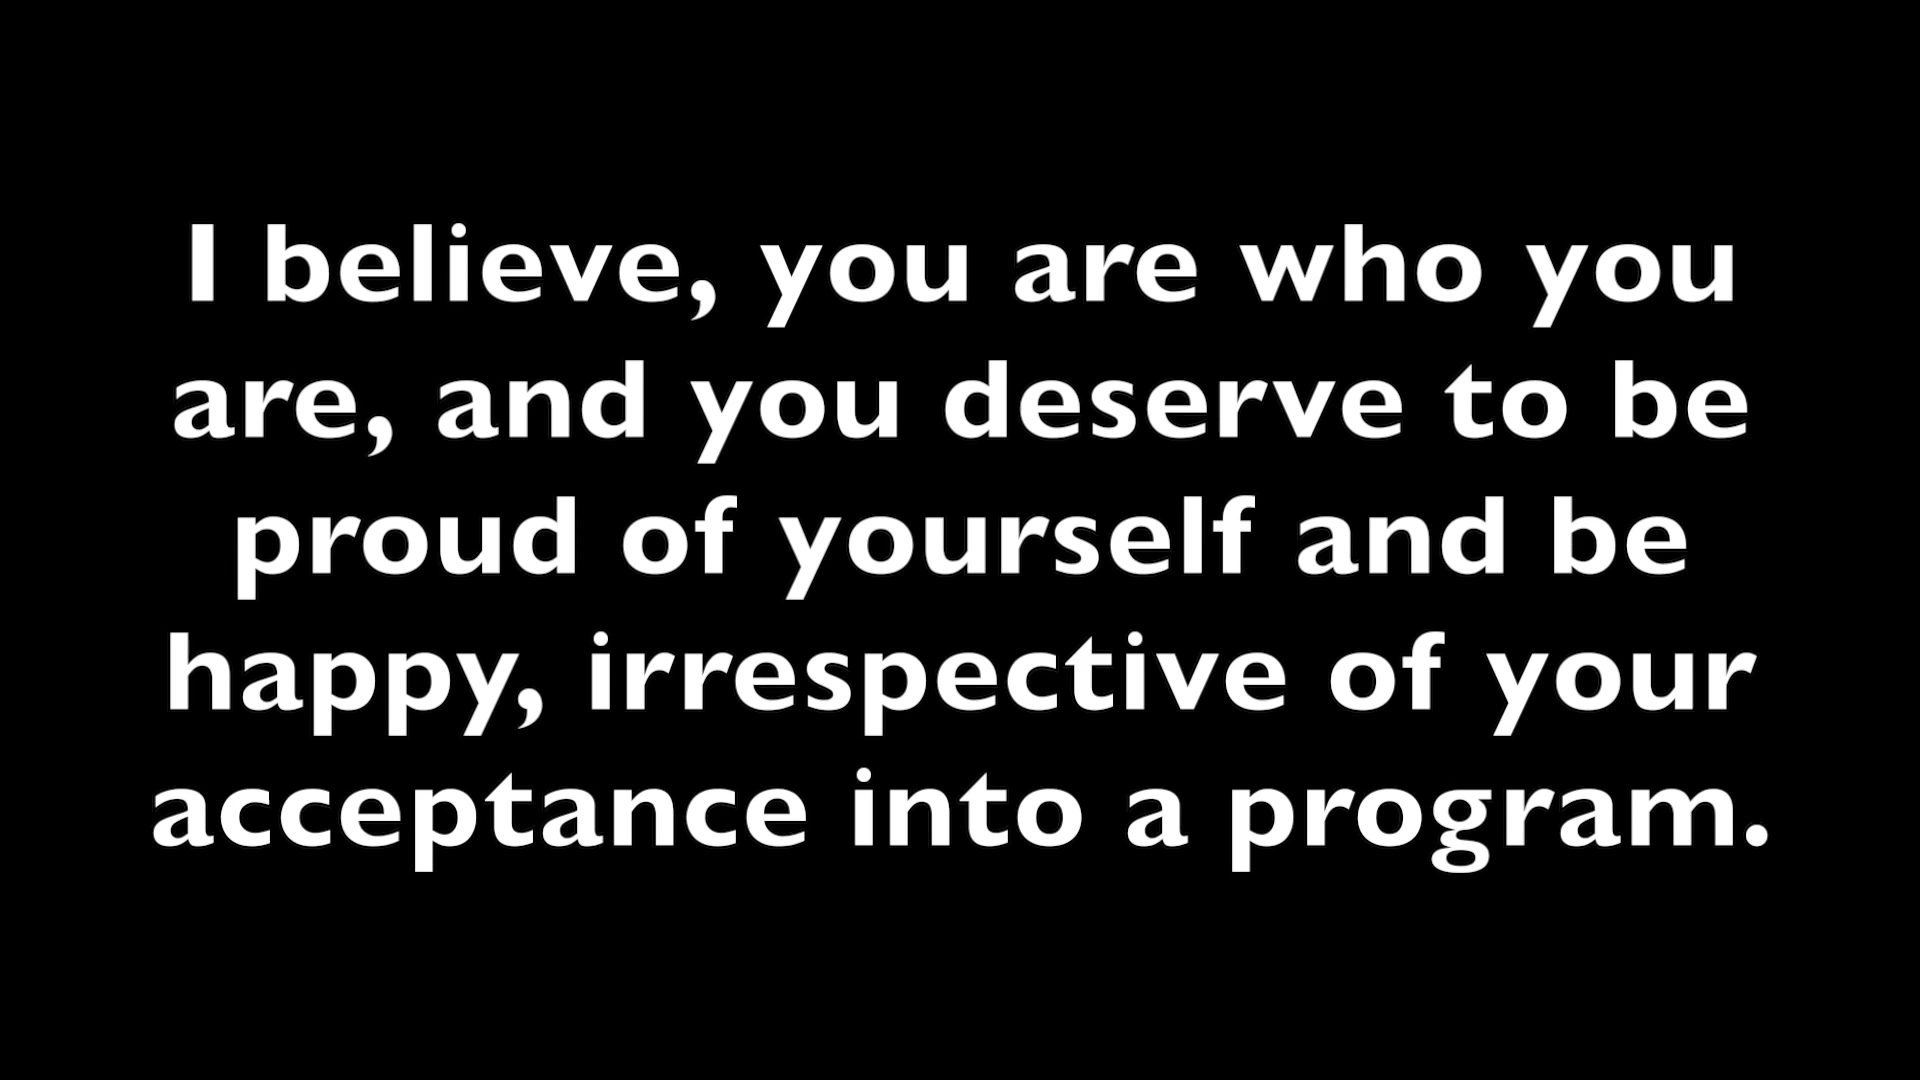 I believe, you are who you
are, and you deserve to be
proud of yourself and be
happy, irrespective of your
acceptance into a program.